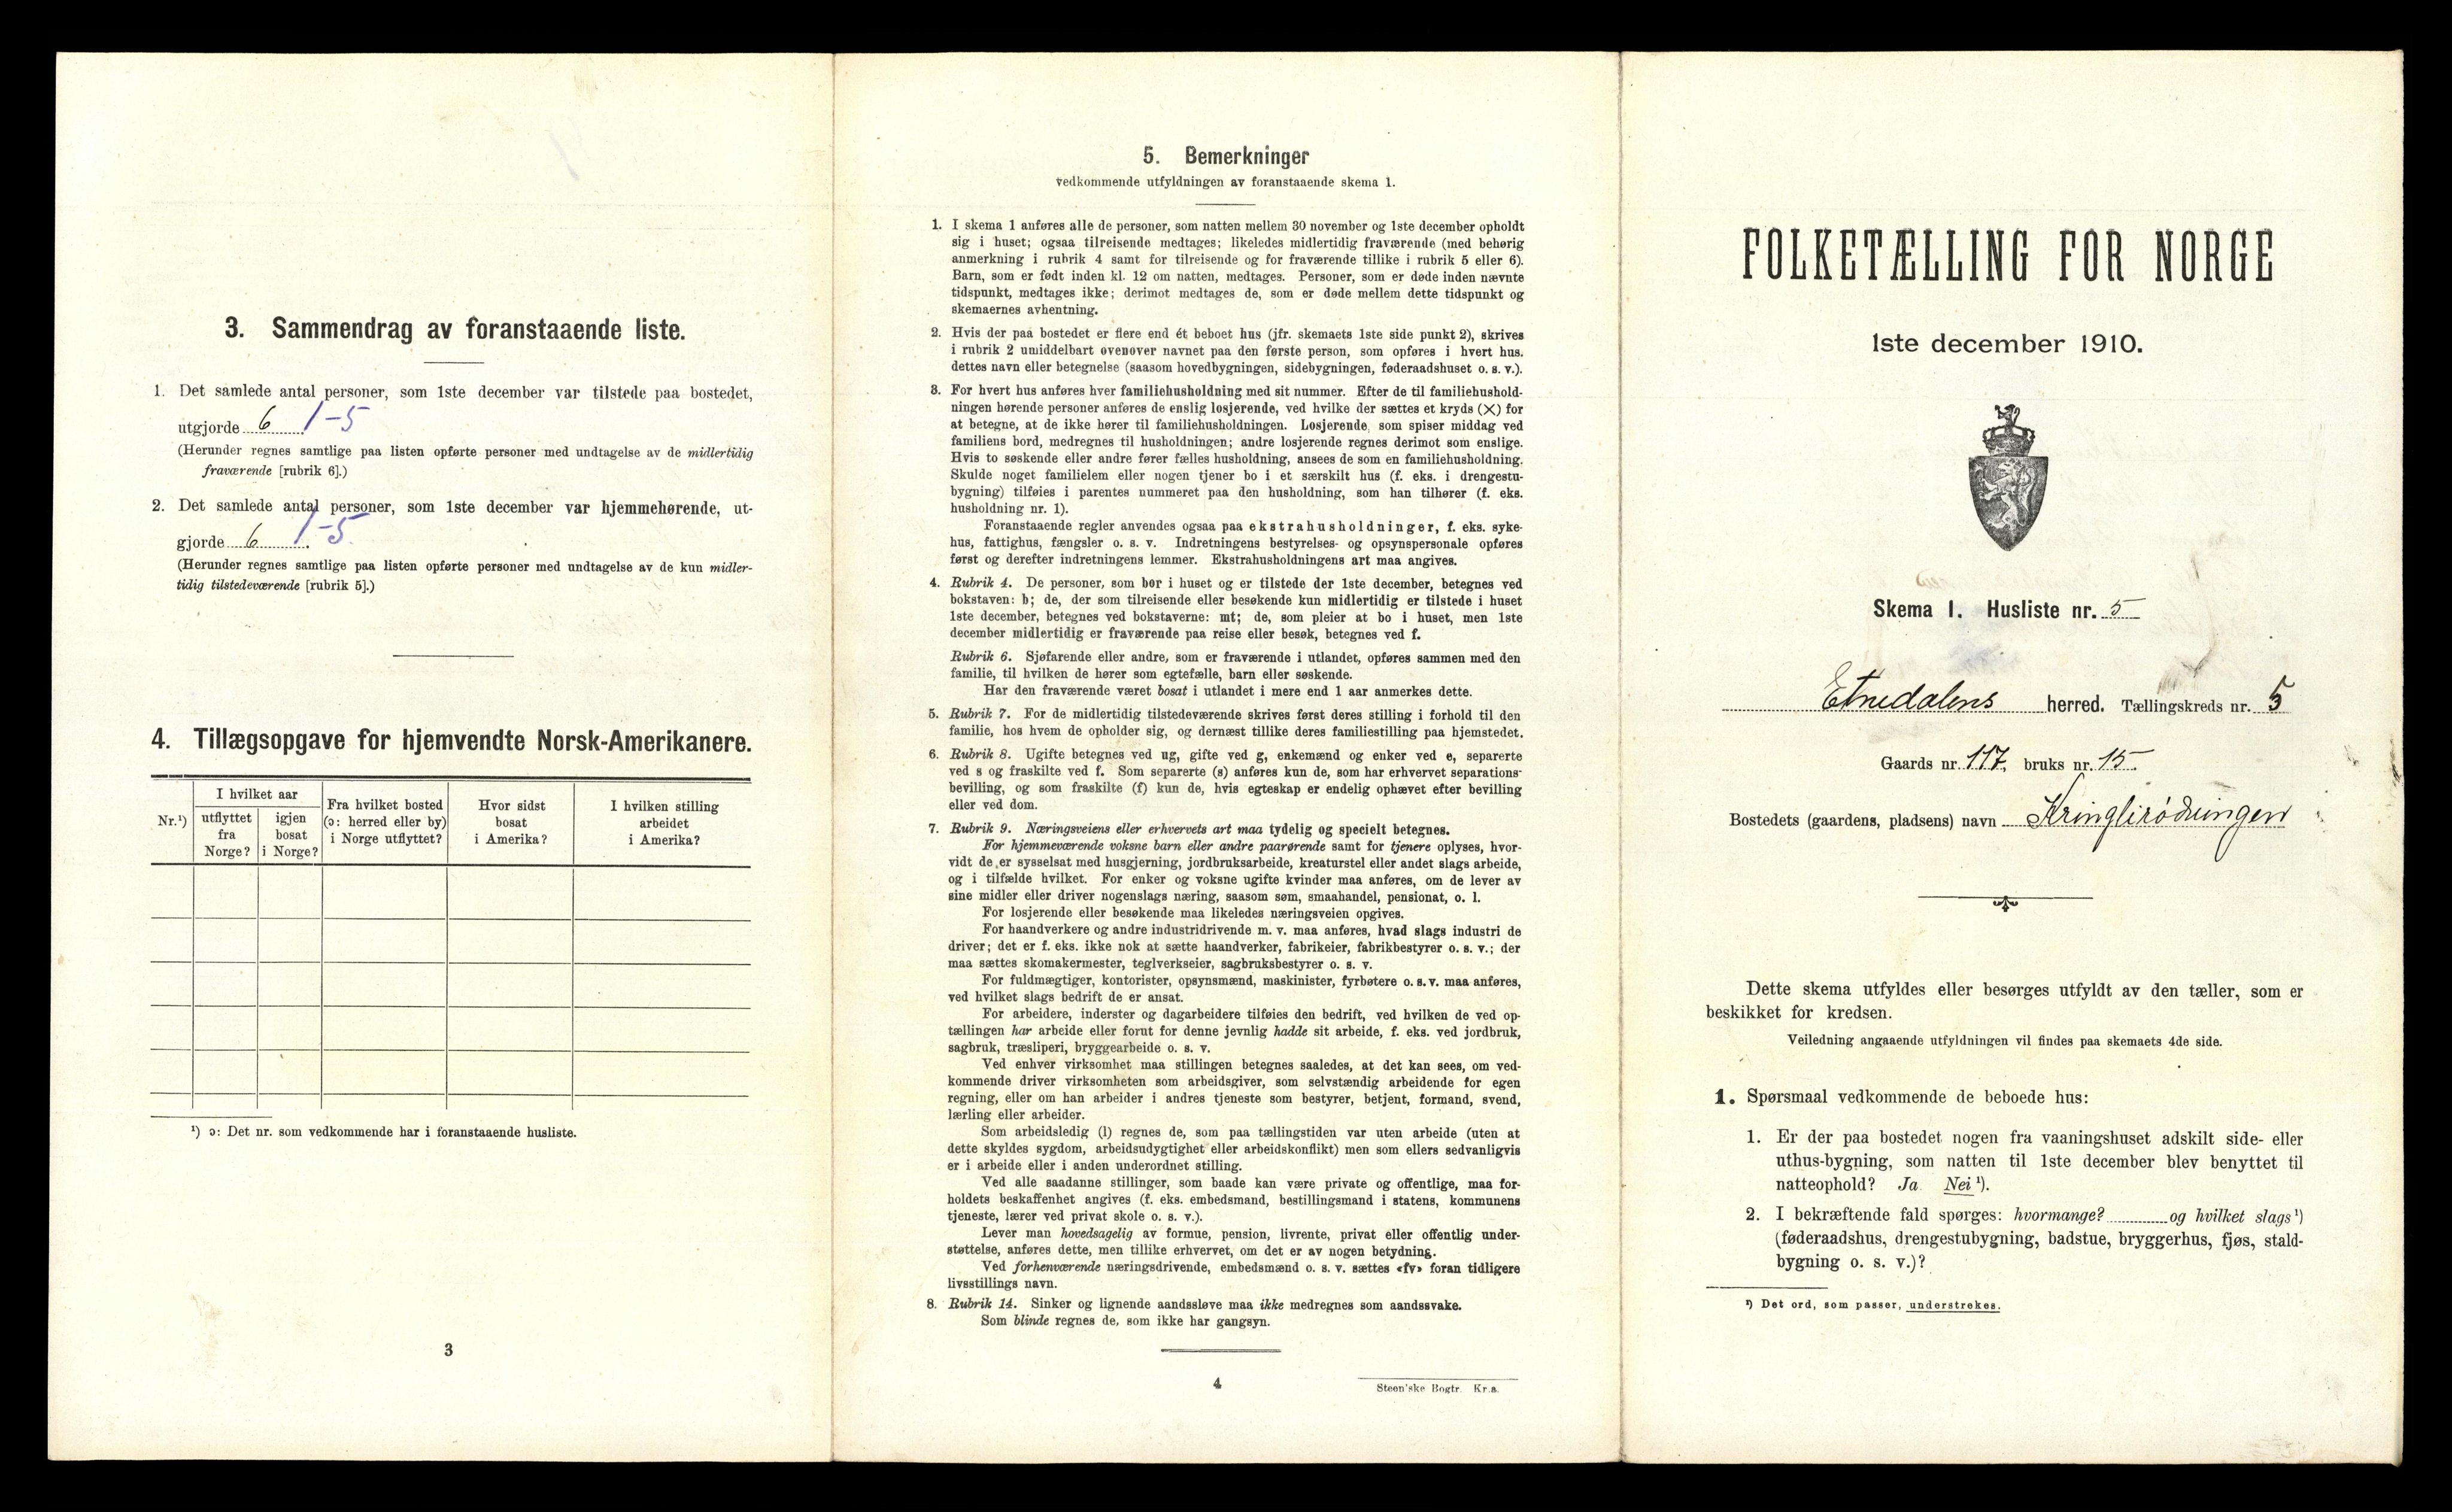 3. Sammendrag av foranstaaende liste.
1. Det samlede antal personer, som 1ste december var tilstede paa bostedet,
utgjorde 6 1-5
(Herunder regnes samtlige paa listen opførte personer med undtagelse av de midlertidig
fraværende [rubrik 6].)
2. Det samlede antal personer, som 1ste december var hjemmehørende, ut-
gjorde 6 1-5.
(Herunder regnes samtlige paa listen opførte personer med undtagelse av de kun midler-
tidig tilstedeværende [rubrik 5].)
4. Tillægsopgave for hjemvendte Norsk-Amerikanere.
Nr.¹)
I hvilket aar
utflyttet
fra
Norge?
igjen
bosat
i Norge?
Fra hvilket bosted
(ɔ: herred eller by)
i Norge utflyttet?
Hvor sidst
bosat
i Amerika?
I hvilken stilling
arbeidet
i Amerika?
¹) ɔ: Det nr. som vedkommende har i foranstaaende husliste.
3
5. Bemerkninger
vedkommende utfyldningen av foranstaaende skema 1.
1. I skema 1 anføres alle de personer, som natten mellem 30 november og 1ste december opholdt
sig i huset; ogsaa tilreisende medtages; likeledes midlertidig fraværende (med behørig
anmerkning i rubrik 4 samt for tilreisende og for fraværende tillike i rubrik 5 eller 6).
Barn, som er født inden kl. 12 om natten, medtages. Personer, som er døde inden nævnte
tidspunkt, medtages ikke; derimot medtages de, som er døde mellem dette tidspunkt og
skemaernes avhentning.
2. Hvis der paa bostedet er flere end ét beboet hus (jfr. skemaets 1ste side punkt 2), skrives
i rubrik 2 umiddelbart ovenover navnet paa den første person, som opføres i hvert hus,
dettes navn eller betegnelse (saasom hovedbygningen, sidebygningen, føderaadshuset o. s. v.).
3. For hvert hus anføres hver familiehusholdning med sit nummer. Efter de til familiehushold-
ningen hørende personer anføres de enslig losjerende, ved hvilke der sættes et kryds (X) for
at betegne, at de ikke hører til familiehusholdningen. Losjerende, som spiser middag ved
familiens bord, medregnes til husholdningen; andre losjerende regnes derimot som enslige.
Hvis to søskende eller andre fører fælles husholdning, ansees de som en familiehusholdning.
Skulde noget familielem eller nogen tjener bo i et særskilt hus (f. eks. i drengestu-
bygning) tilføies i parentes nummeret paa den husholdning, som han tilhører (f. eks.
husholdning nr. 1).
Foranstaaende regler anvendes ogsaa paa ekstrahusholdninger, f. eks. syke-
hus, fattighus, fængsler o. s. v. Indretningens bestyrelses- og opsynspersonale opføres
først og derefter indretningens lemmer. Ekstrahusholdningens art maa angives.
4. Rubrik 4. De personer, som bor i huset og er tilstede der 1ste december, betegnes ved
bokstaven: b; de, der som tilreisende eller besøkende kun midlertidig er tilstede i huset
1ste december, betegnes ved bokstaverne: mt; de, som pleier at bo i huset, men 1ste
december midlertidig er fraværende paa reise eller besøk, betegnes ved f.
Rubrik 6. Sjøfarende eller andre, som er fraværende i utlandet, opføres sammen med den
familie, til hvilken de hører som egtefælle, barn eller søskende.
Har den fraværende været bosat i utlandet i mere end 1 aar anmerkes dette.
5. Rubrik 7. For de midlertidig tilstedeværende skrives først deres stilling i forhold til den
familie, hos hvem de opholder sig, og dernæst tillike deres familiestilling paa hjemstedet.
6. Rubrik 8. Ugifte betegnes ved ug, gifte ved g, enkemænd og enker ved e, separerte
ved s og fraskilte ved f. Som separerte (s) anføres kun de, som har erhvervet separations-
bevilling, og som fraskilte (f) kun de, hvis egteskap er endelig ophævet efter bevilling
eller ved dom.
7. Rubrik 9. Næringsveiens eller erhvervets art maa tydelig og specielt betegnes.
For hjemmeværende voksne barn eller andre paarørende samt for tjenere oplyses, hvor-
vidt de er sysselsat med husgjerning, jordbruksarbeide, kreaturstel eller andet slags arbeide,
og i tilfælde hvilket. For enker og voksne ugifte kvinder maa anføres, om de lever av
sine midler eller driver nogenslags næring, saasom søm, smaahandel, pensionat, o. l.
For losjerende eller besøkende maa likeledes næringsveien opgives.
For haandverkere og andre industridrivende m. v. maa anføres, hvad slags industri de
driver; det er f. eks. ikke nok at sætte haandverker, fabrikeier, fabrikbestyrer o. s. v.; der
maa sættes skomakermester, teglverkseier, sagbruksbestyrer o. s. v.
For fuldmægtiger, kontorister, opsynsmænd, maskinister, fyrbøtere o. s. v. maa anføres,
ved hvilket slags bedrift de er ansat.
For arbeidere, inderster og dagarbeidere tilføies den bedrift, ved hvilken de ved op-
tællingen har arbeide eller forut for denne jevnlig hadde sit arbeide, f. eks. ved jordbruk,
sagbruk, træsliperi, bryggearbeide o. s. v.
Ved enhver virksomhet maa stillingen betegnes saaledes, at det kan sees, om ved-
kommende driver virksomheten som arbeidsgiver, som selvstændig arbeidende for egen
regning, eller om han arbeider i andres tjeneste som bestyrer, betjent, formand, svend,
lærling eller arbeider.
Som arbeidsledig (l) regnes de, som paa tællingstiden var uten arbeide (uten at
dette skyldes sygdom, arbeidsudygtighet eller arbeidskonflikt) men som ellers sedvanligvis
er i arbeide eller i anden underordnet stilling.
Ved alle saadanne stillinger, som baade kan være private og offentlige, maa for-
holdets beskaffenhet angives (f. eks. embedsmand, bestillingsmand i statens, kommunens
tjeneste, lærer ved privat skole o. s. v.).
Lever man hovedsagelig av formue, pension, livrente, privat eller offentlig under-
støttelse, anføres dette, men tillike erhvervet, om det er av nogen betydning.
Ved forhenværende næringsdrivende, embedsmænd o. s. v. sættes «fv» foran tidligere
livsstillings navn.
8. Rubrik 14. Sinker og lignende aandssløve maa ikke medregnes som aandssvake.
Som blinde regnes de, som ikke har gangsyn.
4
Steen'ske Bogtr. Kr.a.
FOLKETÆLLING FOR NORGE
1ste december 1910.
Skema 1. Husliste nr. 5
Etnedalens herred. Tællingskreds nr. 5
Gaards nr. 117, bruks nr. 15.
Bostedets (gaardens, pladsens) navn Kringlirødningen
Dette skema utfyldes eller besørges utfyldt av den tæller, som er
beskikket for kredsen.
Veiledning angaaende utfyldningen vil findes paa skemaets 4de side.
1. Spørsmaal vedkommende de beboede hus:
1. Er der paa bostedet nogen fra vaaningshuset adskilt side- eller
uthus-bygning, som natten til 1ste december blev benyttet til
natteophold? Ja Nei ¹).
2. I bekræftende fald spørges: hvormange? og hvilket slags ¹)
(føderaadshus, drengestubygning, badstue, bryggerhus, fjøs, stald-
bygning o. s. v.)?
¹) Det ord, som passer, understrekes.